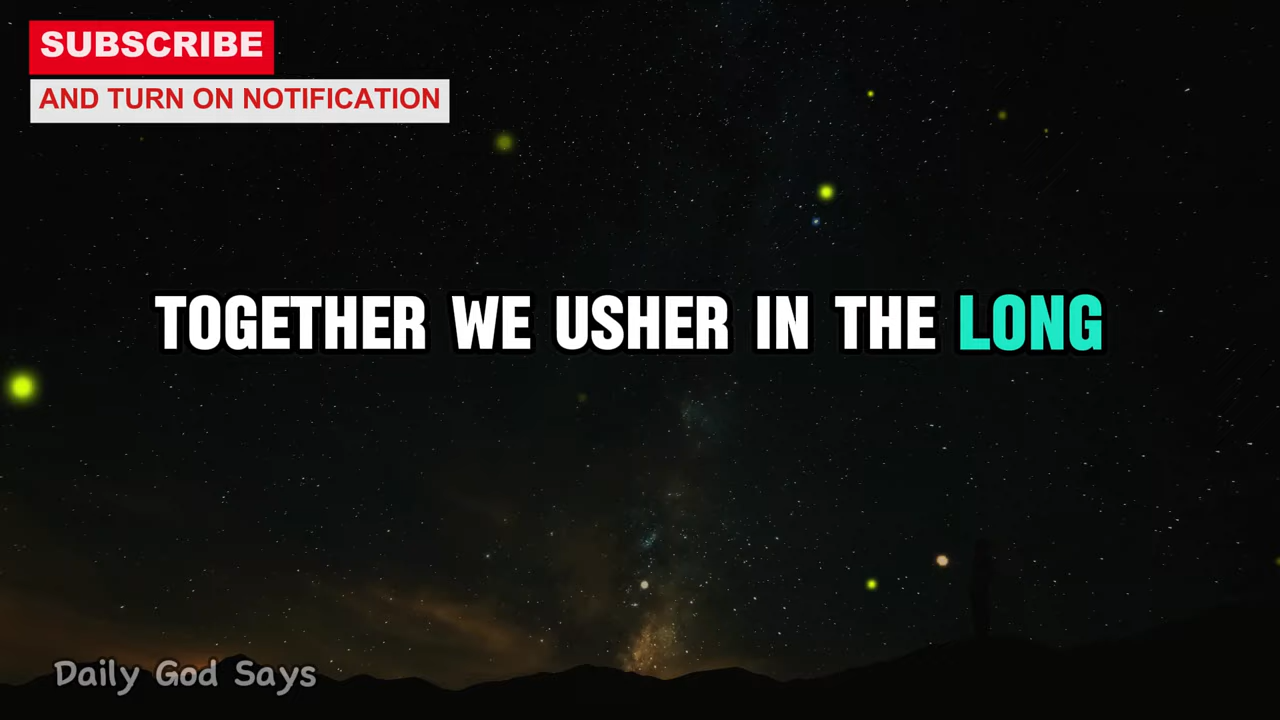 SUBSCRIBE
AND TURN ON NOTIFICATION
TOGETHER WE USHER IN THE LONG
Daily God Says